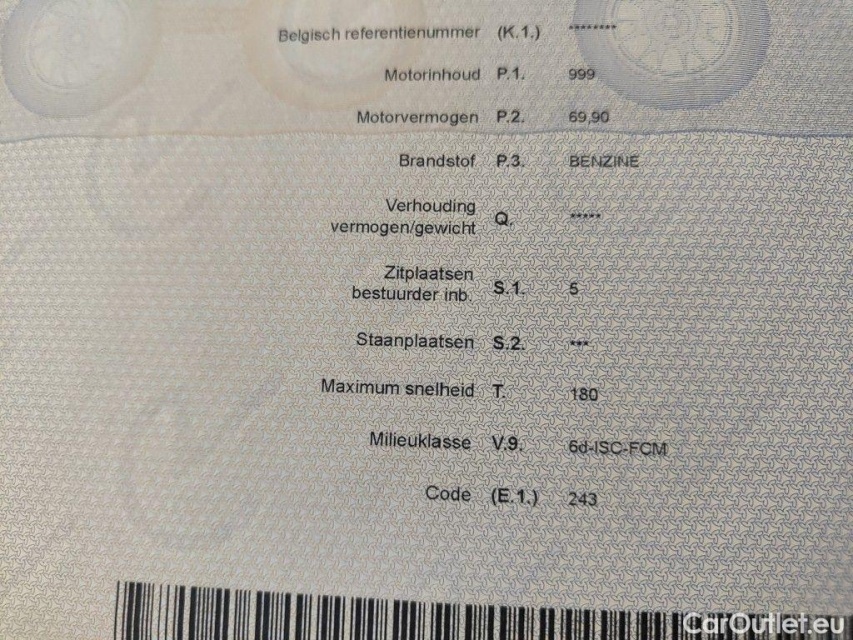 Belgisch referentienummer (K.1.) ********
Motorinhoud P.1. 999
Motorvermogen P.2. 69,90
Brandstof P.3. BENZINE
Verhouding
vermogen/gewicht Q. *****
Zitplaatsen
bestuurder inb. S.1. 5
Staanplaatsen S.2. ***
Maximum snelheid T. 180
Milieuklasse V.9. 6d-ISC-FCM
Code (E.1.) 243
CarOutlet.eu